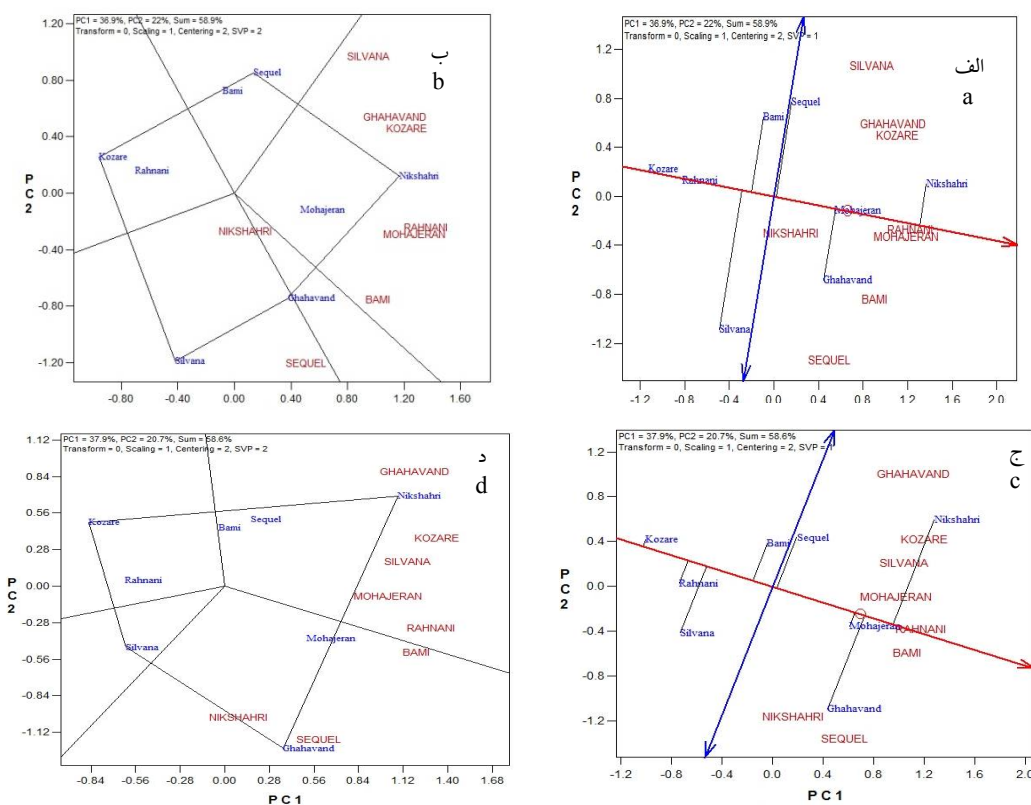 PC1 = 36.9%, PC2 = 22%, Sum = 58.9%
Transform = 0, Scaling = 1, Centering = 2, SVP = 2
ب
b
1.20
0.80
0.40
0.00
-0.40
-0.80
-1.20
P
C
2
SILVANA
Sequel
Bami
GHAHAVAND
KOZARE
Kozare
Rahnani
Nikshahri
Mohajeran
NIKSHAHRI
RAHNANI
MOHAJERAN
Ghahavand
BAMI
Silvana
SEQUEL
-0.80 -0.40 0.00 0.40 0.80 1.20 1.60
PC1 = 36.9%, PC2 = 22%, Sum = 58.9%
Transform = 0, Scaling = 1, Centering = 2, SVP = 1
الف
a
1.2
0.8
0.4
0.0
-0.4
-0.8
-1.2
P
C
2
SILVANA
Sequel
Bami
GHAHAVAND
KOZARE
Kozare
Rahnani
Nikshahri
Mohajeran
RAHNANI
NIKSHAHRI
MOHAJERAN
Ghahavand
BAMI
Silvana
SEQUEL
-1.2 -0.8 -0.4 0.0 0.4 0.8 1.2 1.6 2.0
PC1 = 37.9%, PC2 = 20.7%, Sum = 58.6%
Transform = 0, Scaling = 1, Centering = 2, SVP = 2
د
d
1.12
0.84
0.56
0.28
0.00
-0.28
-0.56
-0.84
-1.12
P
C
2
GHAHAVAND
Nikshahri
Kozare
Sequel
Bami
KOZARE
SILVANA
Rahnani
MOHAJERAN
RAHNANI
Mohajeran
Silvana
BAMI
NIKSHAHRI
SEQUEL
Ghahavand
-0.84 -0.56 -0.28 0.00 0.28 0.56 0.84 1.12 1.40 1.68
PC1
PC1 = 37.9%, PC2 = 20.7%, Sum = 58.6%
Transform = 0, Scaling = 1, Centering = 2, SVP =
ج
c
1.2
0.8
0.4
0.0
-0.4
-0.8
-1.2
P
C
2
GHAHAVAND
Nikshahri
Kozare
Bami
Sequel
KOZARE
SILVANA
Rahnani
MOHAJERAN
Mohajeran
RAHNANI
Silvana
BAMI
Ghahavand
NIKSHAHRI
SEQUEL
-1.2 -0.8 -0.4 0.0 0.4 0.8 1.2 1.6 2.0
PC1